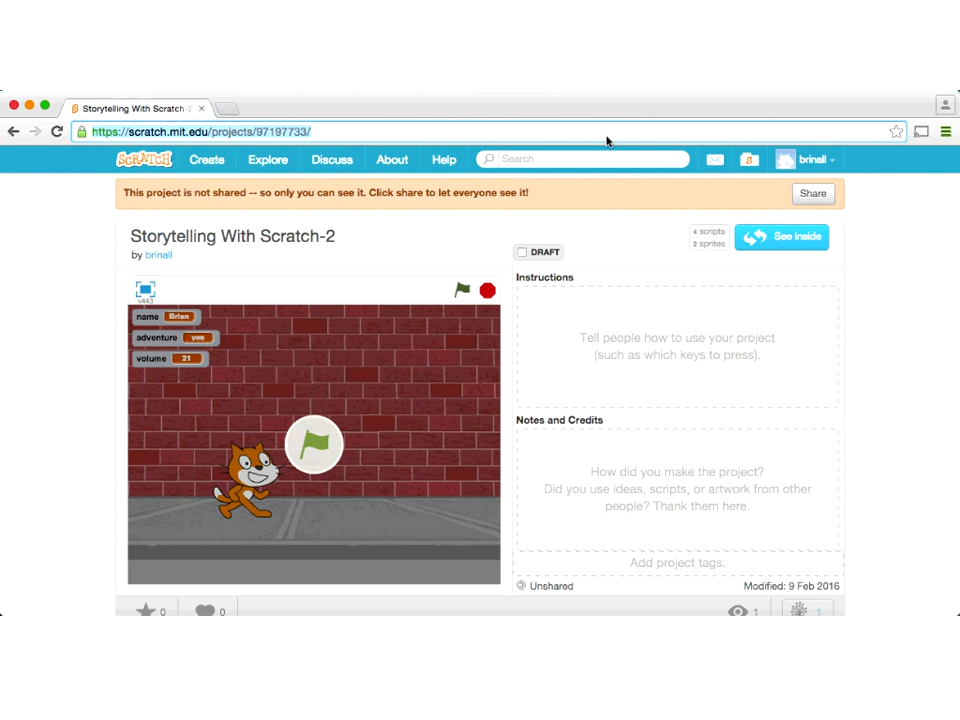 Storytelling With Scratch-2
https://scratch.mit.edu/projects/97197733/
SCRATCH Create Explore Discuss About Help Search brinall
This project is not shared -- so only you can see it. Click share to let everyone see it! Share
Storytelling With Scratch-2
by brinall
DRAFT
4 scripts
2 sprites
See inside
v443
name Brian
adventure yes
volume 21
Instructions
Tell people how to use your project
(such as which keys to press).
Notes and Credits
How did you make the project?
Did you use ideas, scripts, or artwork from other
people? Thank them here.
Add project tags.
Unshared Modified: 9 Feb 2016
0 0 1 1